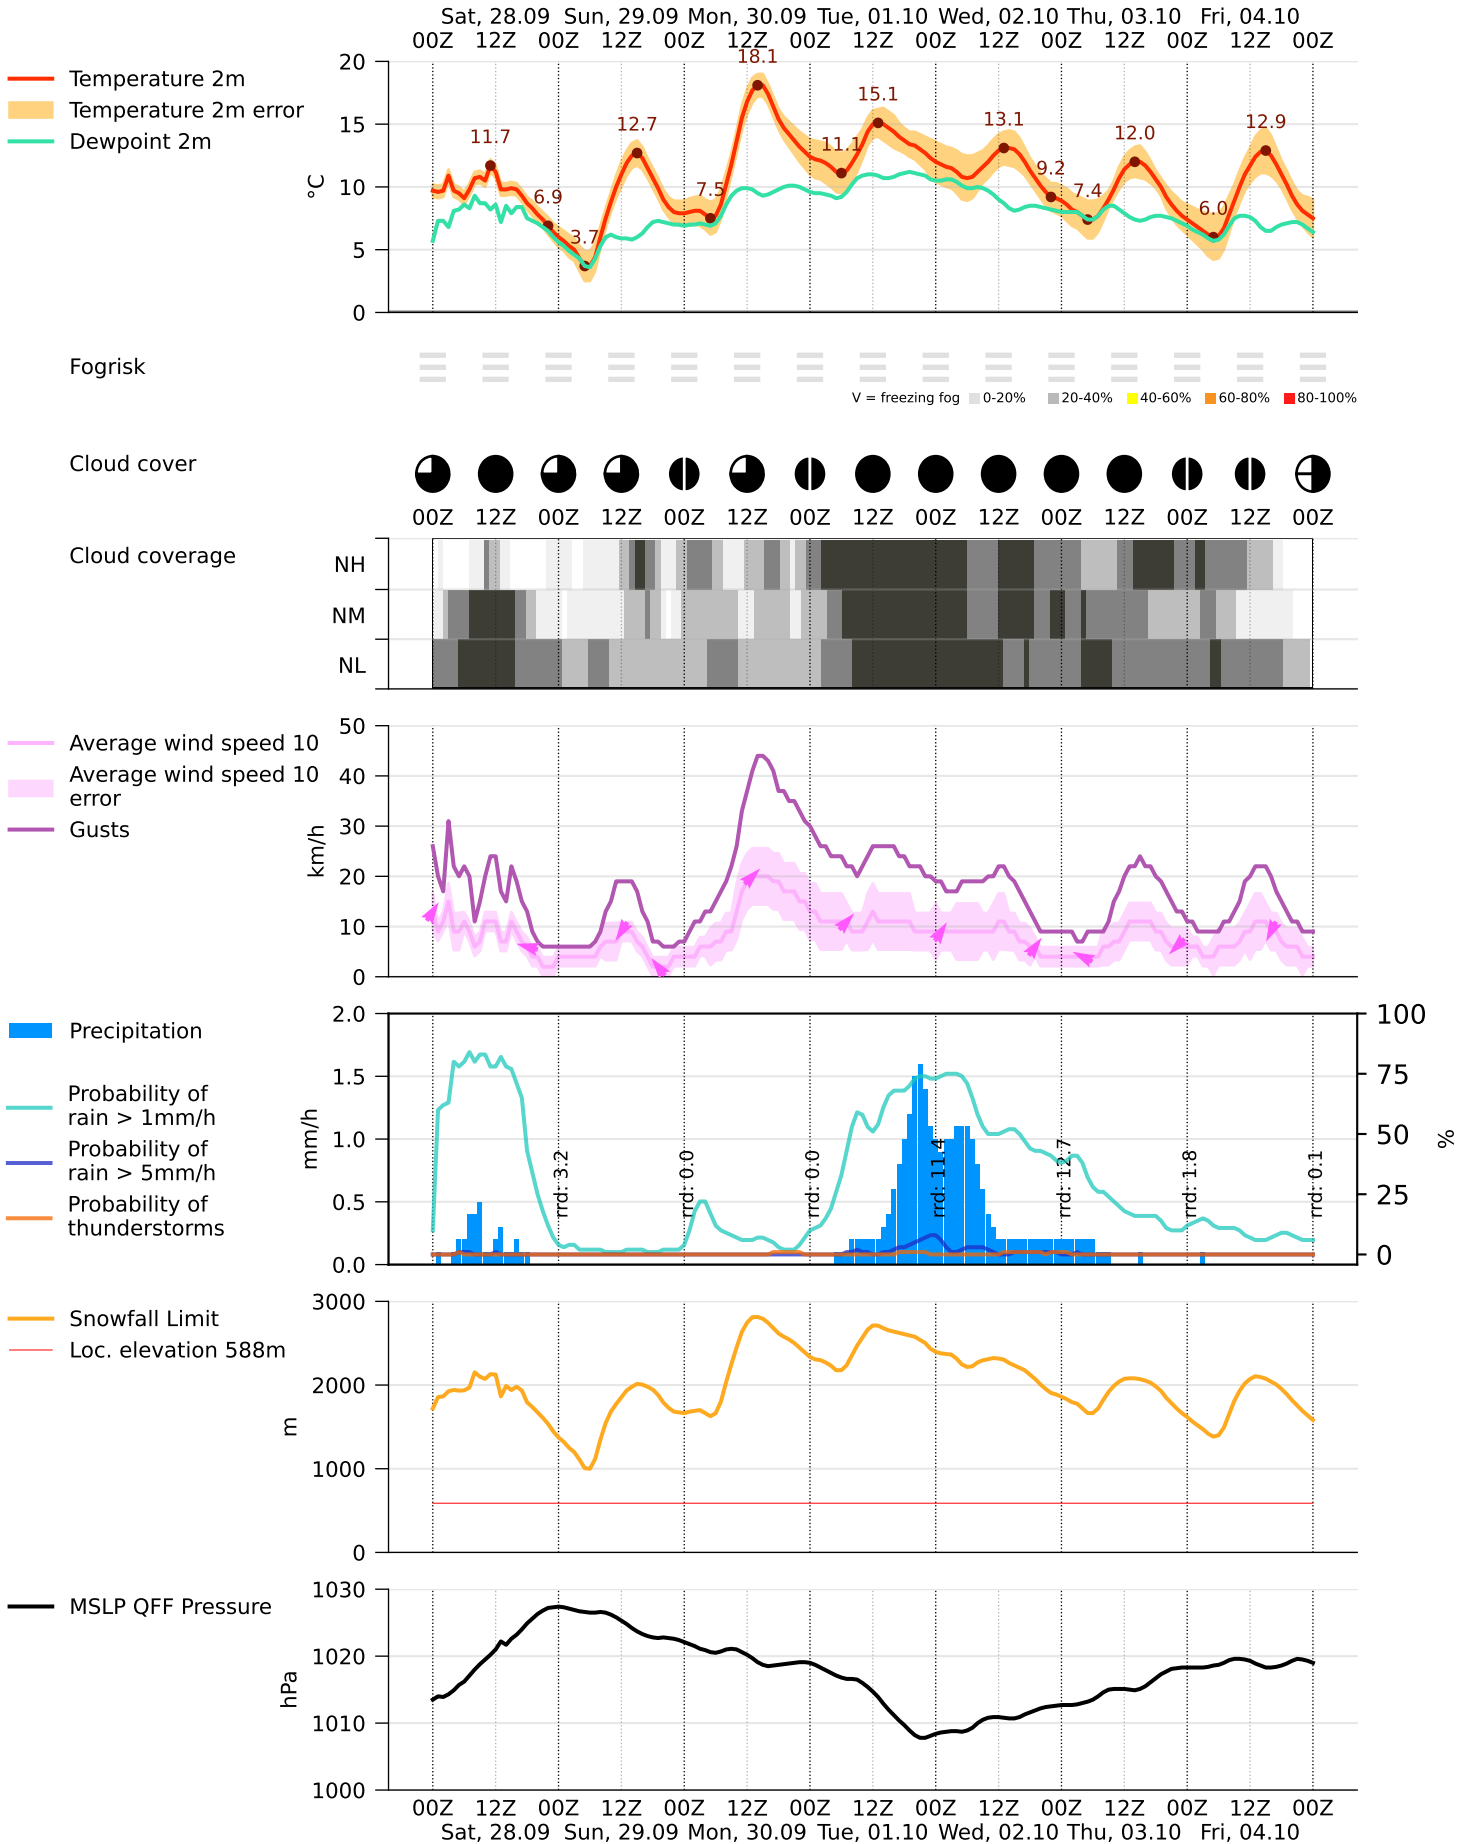 Sat, 28.09 Sun, 29.09 Mon, 30.09 Tue, 01.10 Wed, 02.10 Thu, 03.10 Fri, 04.10
00Z 12Z 00Z 12Z 00Z 12Z 00Z 12Z 00Z 12Z 00Z 12Z 00Z 12Z 00Z
Temperature 2m
Temperature 2m error
Dewpoint 2m
°C
20
15
10
5
0
11.7 6.9 3.7 12.7 7.5 18.1 11.1 15.1 13.1 9.2 7.4 12.0 6.0 12.9
Fogrisk
V = freezing fog 0-20% 20-40% 40-60% 60-80% 80-100%
Cloud cover
00Z 12Z 00Z 12Z 00Z 12Z 00Z 12Z 00Z 12Z 00Z 12Z 00Z 12Z 00Z
Cloud coverage
NH
NM
NL
Average wind speed 10
Average wind speed 10
error
Gusts
km/h
50
40
30
20
10
0
Precipitation
Probability of
rain > 1mm/h
Probability of
rain > 5mm/h
Probability of
thunderstorms
mm/h
2.0
1.5
1.0
0.5
0.0
rrd: 3.2
rrd: 0.0
rrd: 0.0
rrd: 11.4
rrd: 12.7
rrd: 1.8
rrd: 0.1
100
75
50
25
0
%
Snowfall Limit
Loc. elevation 588m
m
3000
2000
1000
0
MSLP QFF Pressure
hPa
1030
1020
1010
1000
00Z 12Z 00Z 12Z 00Z 12Z 00Z 12Z 00Z 12Z 00Z 12Z 00Z 12Z 00Z
Sat, 28.09 Sun, 29.09 Mon, 30.09 Tue, 01.10 Wed, 02.10 Thu, 03.10 Fri, 04.10